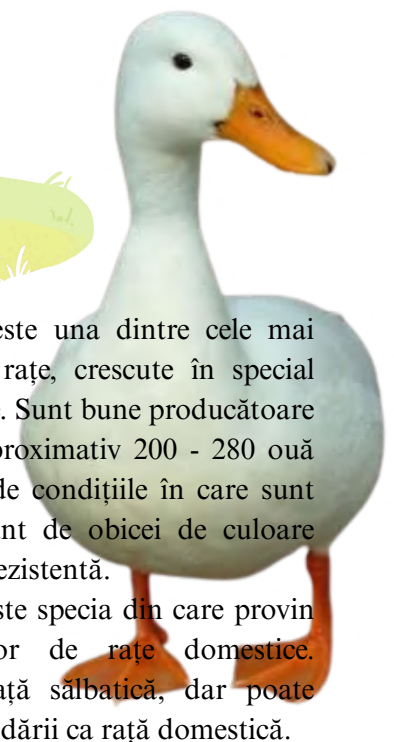 este una dintre cele mai
rațe, crescute în special
. Sunt bune producătoare
proximativ 200 - 280 ouă
de condițiile în care sunt
nt de obicei de culoare
ezistentă.
ste specia din care provin
or de rațe domestice.
ață sălbatică, dar poate
dării ca rață domestică.